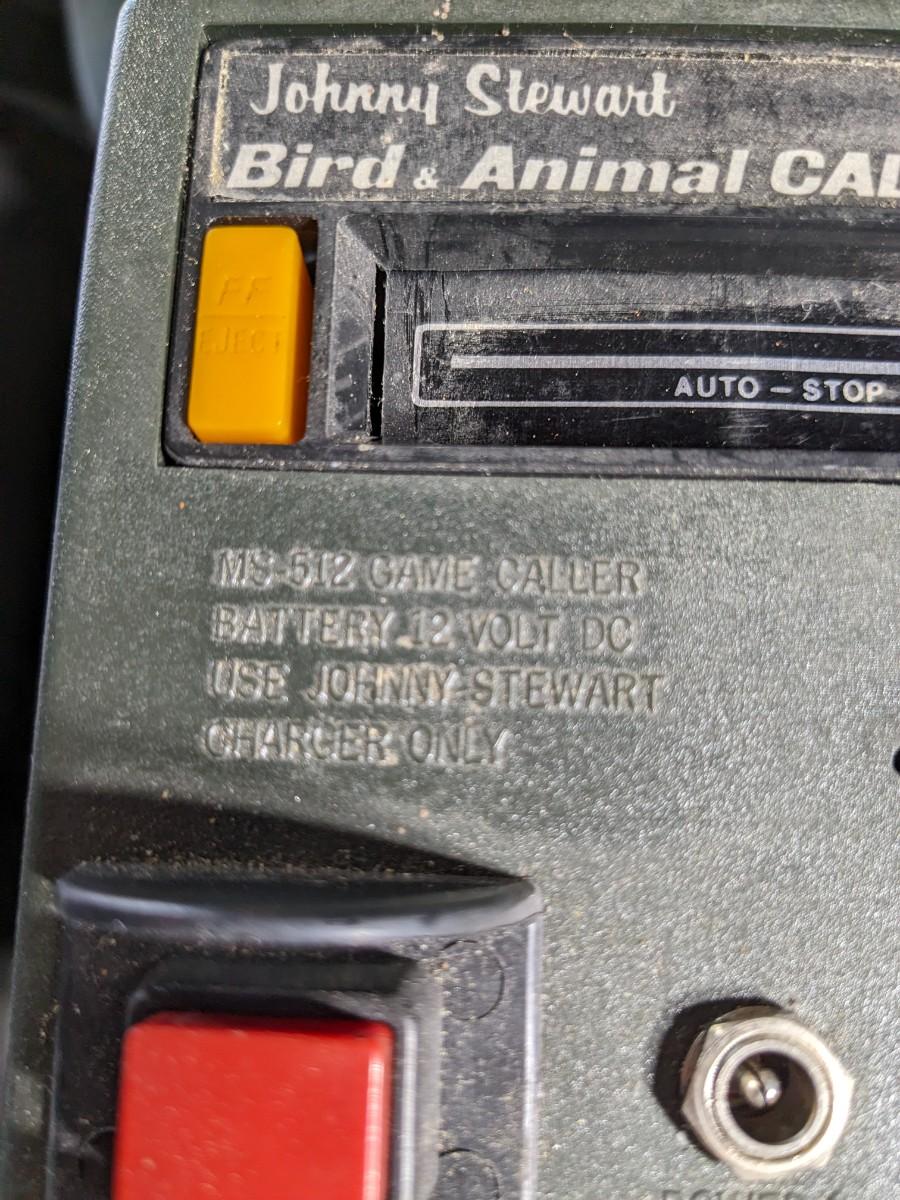 Johnny Stewart
Bird & Animal CAL
FF
EJECT
AUTO – STOP
MS-512 GAME CALLER
BATTERY 12 VOLT DC
USE JOHNNY STEWART
CHARGER ONLY